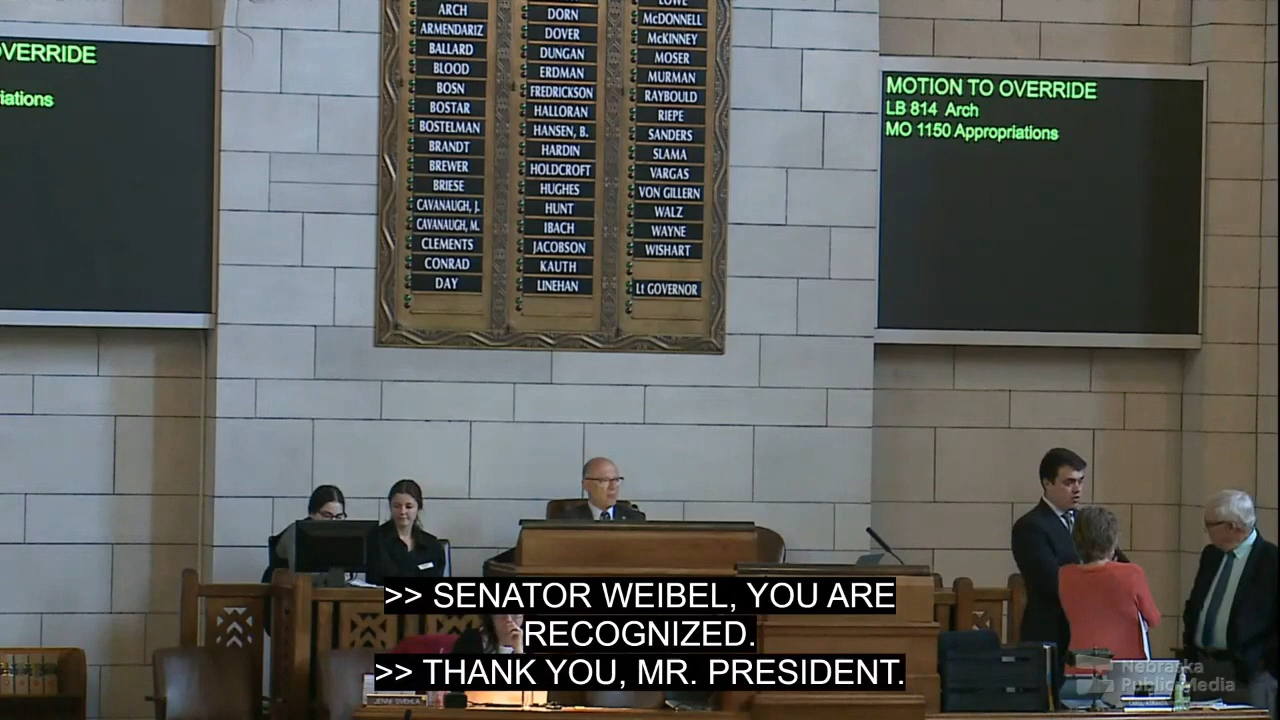 OVERRIDE
iations
ARCH
ARMENDARIZ
BALLARD
BLOOD
BOSN
BOSTAR
BOSTELMAN
BRANDT
BREWER
BRIESE
CAVANAUGH, J.
CAVANAUGH, M.
CLEMENTS
CONRAD
DAY
DORN
DOVER
DUNGAN
ERDMAN
FREDRICKSON
HALLORAN
HANSEN, B.
HARDIN
HOLDCROFT
HUGHES
HUNT
IBACH
JACOBSON
KAUTH
LINEHAN
LOWE
McDONNELL
McKINNEY
MOSER
MURMAN
RAYBOULD
RIEPE
SANDERS
SLAMA
VARGAS
VON GILLERN
WALZ
WAYNE
WISHART
Lt GOVERNOR
MOTION TO OVERRIDE
LB 814 Arch
MO 1150 Appropriations
>> SENATOR WEIBEL, YOU ARE
RECOGNIZED.
>> THANK YOU, MR. PRESIDENT.
Nebraska
Public Media